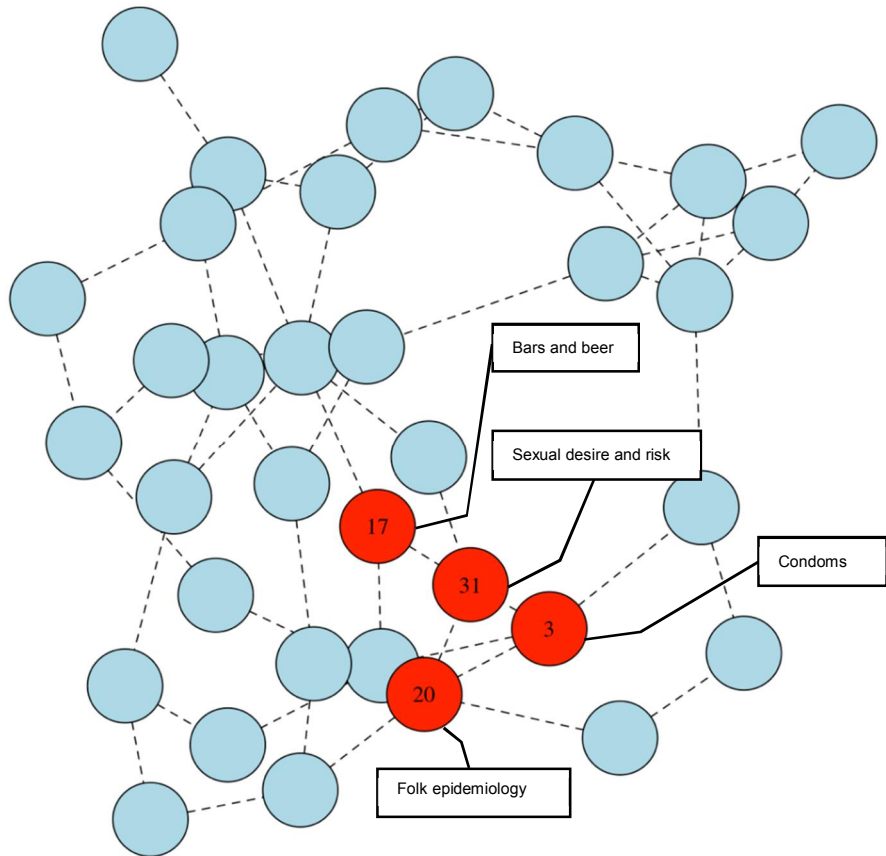 Bars and beer
Sexual desire and risk
17
Condoms
31
3
20
Folk epidemiology